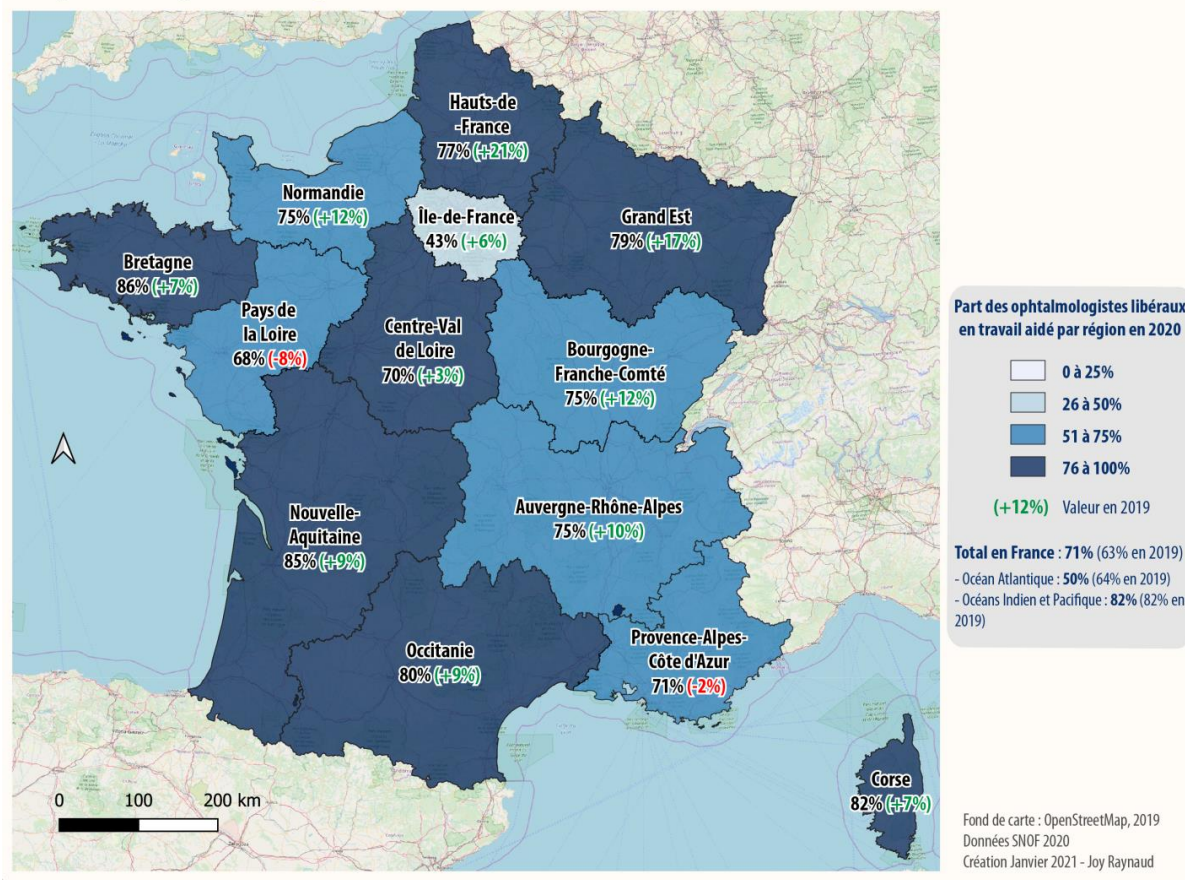 Hauts-de
-France
77% (+21%)
Normandie
75% (+12%)
Île-de-France
43% (+6%)
Grand Est
79% (+17%)
Bretagne
86% (+7%)
Pays de
la Loire
68% (-8%)
Centre-Val
de Loire
70% (+3%)
Bourgogne-
Franche-Comté
75% (+12%)
Nouvelle-
Aquitaine
85% (+9%)
Auvergne-Rhône-Alpes
75% (+10%)
Occitanie
80% (+9%)
Provence-Alpes-
Côte d'Azur
71% (-2%)
Corse
82% (+7%)
0 100 200 km
Part des ophtalmologistes libéraux
en travail aidé par région en 2020
0 à 25%
26 à 50%
51 à 75%
76 à 100%
(+12%) Valeur en 2019
Total en France : 71% (63% en 2019)
- Océan Atlantique : 50% (64% en 2019)
- Océans Indien et Pacifique : 82% (82% en
2019)
Fond de carte : OpenStreetMap, 2019
Données SNOF 2020
Création Janvier 2021 - Joy Raynaud